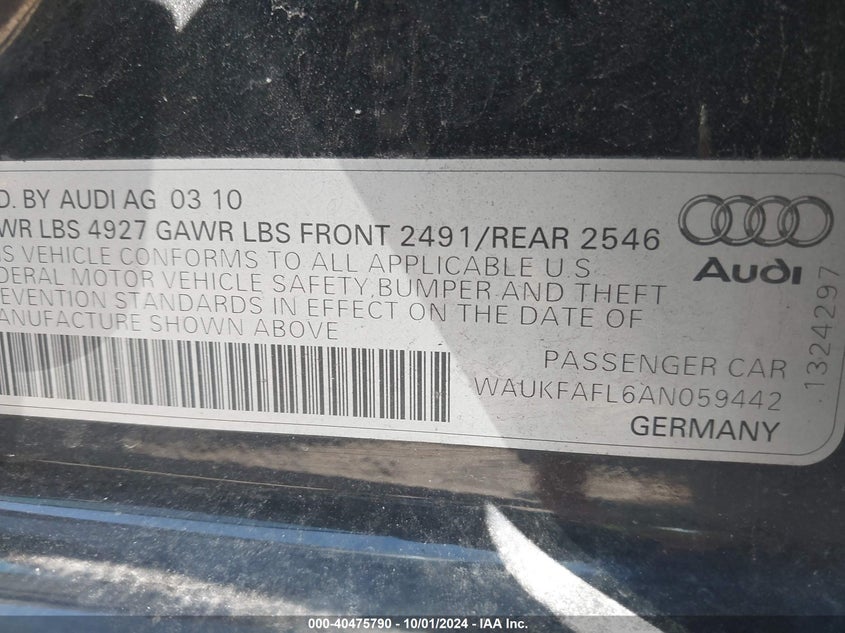 D. BY AUDI AG 03 10
WR LBS 4927 GAWR LBS FRONT 2491/REAR 2546
S VEHICLE CONFORMS TO ALL APPLICABLE U S
DERAL MOTOR VEHICLE SAFETY, BUMPER AND THEFT
EVENTION STANDARDS IN EFFECT ON THE DATE OF
ANUFACTURE SHOWN ABOVE
Audi
1324297
PASSENGER CAR
WAUKFAFL6AN059442
GERMANY
000-40475790 - 10/01/2024 - IAA Inc.